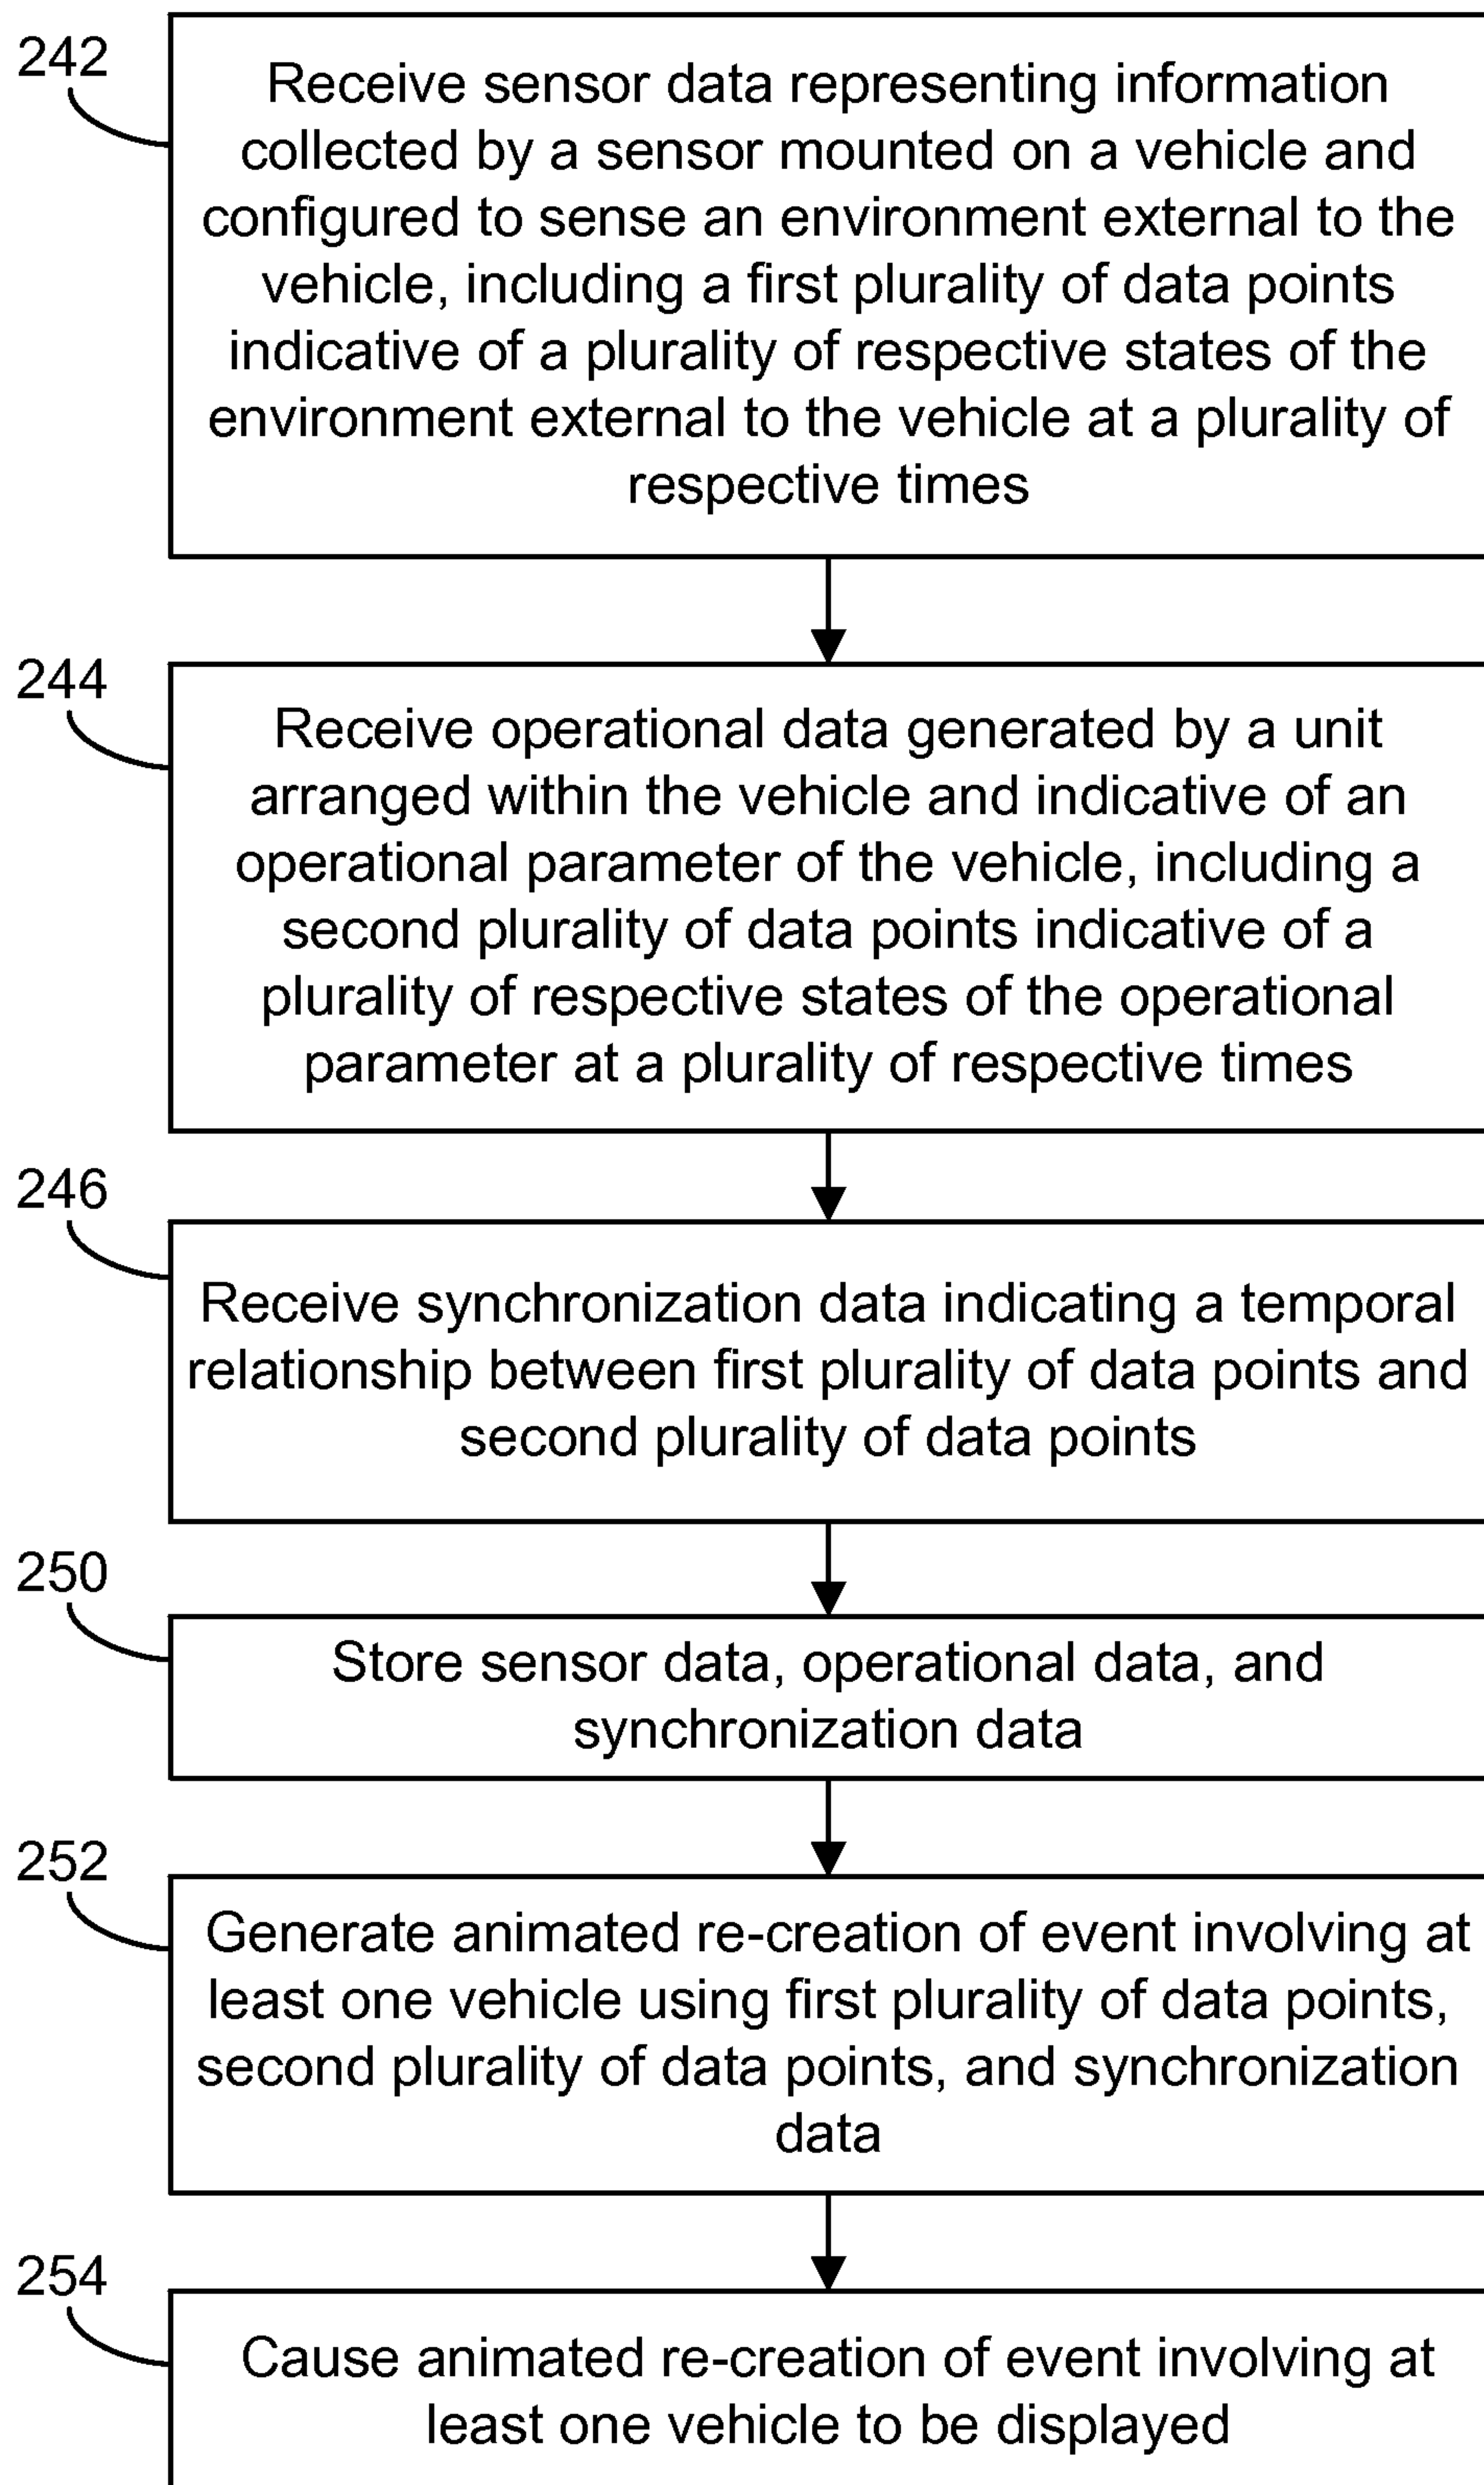 242
Receive sensor data representing information
collected by a sensor mounted on a vehicle and
configured to sense an environment external to the
vehicle, including a first plurality of data points
indicative of a plurality of respective states of the
environment external to the vehicle at a plurality of
respective times
244
Receive operational data generated by a unit
arranged within the vehicle and indicative of an
operational parameter of the vehicle, including a
second plurality of data points indicative of a
plurality of respective states of the operational
parameter at a plurality of respective times
246
Receive synchronization data indicating a temporal
relationship between first plurality of data points and
second plurality of data points
250
Store sensor data, operational data, and
synchronization data
252
Generate animated re-creation of event involving at
least one vehicle using first plurality of data points,
second plurality of data points, and synchronization
data
254
Cause animated re-creation of event involving at
least one vehicle to be displayed